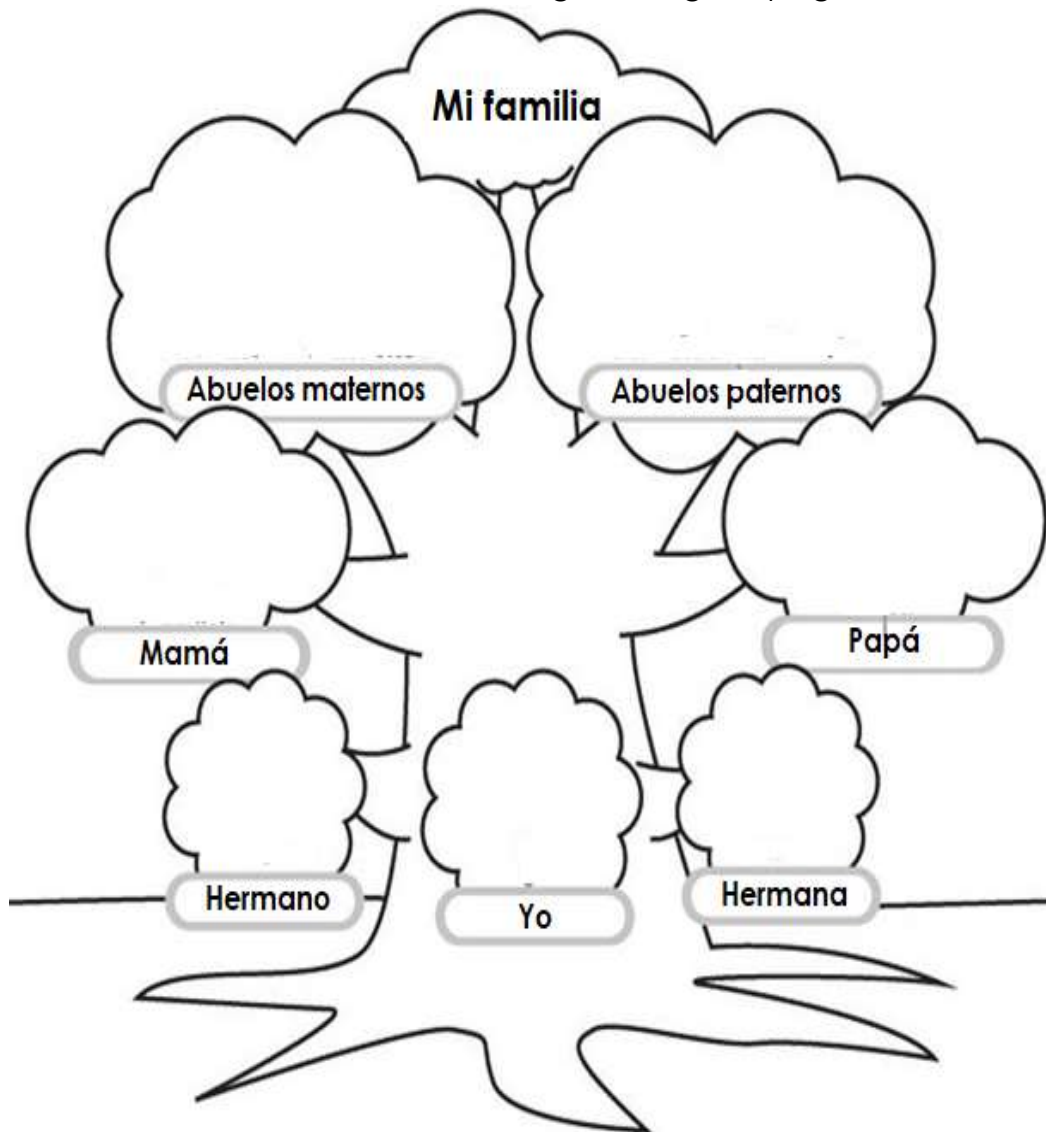 Mi familia
Abuelos maternos
Abuelos paternos
Mamá
Papá
Hermano
Yo
Hermana